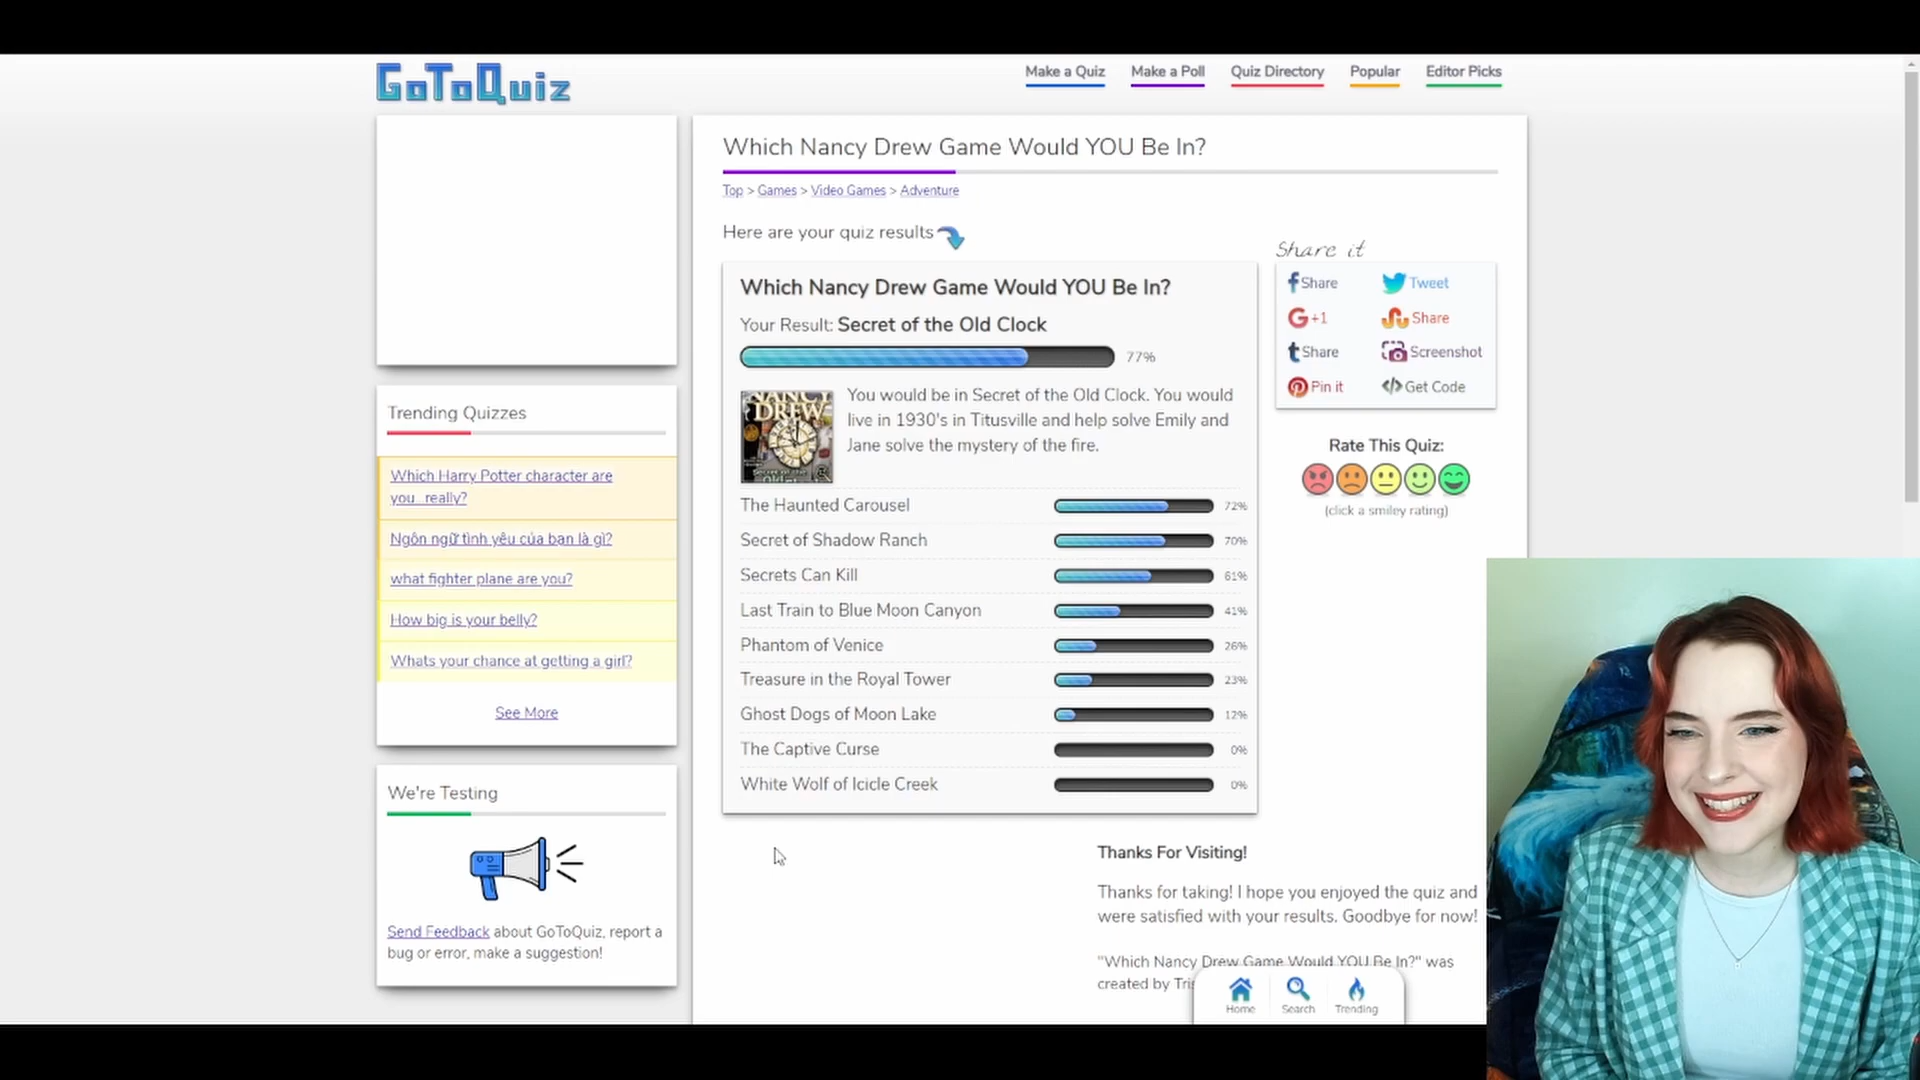 GoToQuiz
Make a Quiz
Make a Poll
Quiz Directory
Popular
Editor Picks
Which Nancy Drew Game Would YOU Be In?
Top > Games > Video Games > Adventure
Here are your quiz results
Which Nancy Drew Game Would YOU Be In?
Your Result: Secret of the Old Clock
77%
NANCY
DREW
You would be in Secret of the Old Clock. You would
live in 1930's in Titusville and help solve Emily and
Jane solve the mystery of the fire.
The Haunted Carousel 72%
Secret of Shadow Ranch 70%
Secrets Can Kill 61%
Last Train to Blue Moon Canyon 41%
Phantom of Venice 26%
Treasure in the Royal Tower 23%
Ghost Dogs of Moon Lake 12%
The Captive Curse 0%
White Wolf of Icicle Creek 0%
Share it
Share Tweet
+1 Share
Share Screenshot
Pin it Get Code
Rate This Quiz:
(click a smiley rating)
Trending Quizzes
Which Harry Potter character are
you...really?
Ngôn ngữ tình yêu của bạn là gì?
what fighter plane are you?
How big is your belly?
Whats your chance at getting a girl?
See More
We're Testing
Send Feedback about GoToQuiz, report a
bug or error, make a suggestion!
Thanks For Visiting!
Thanks for taking! I hope you enjoyed the quiz and
were satisfied with your results. Goodbye for now!
"Which Nancy Drew Game Would YOU Be In?" was
created by
Home
Search
Trending